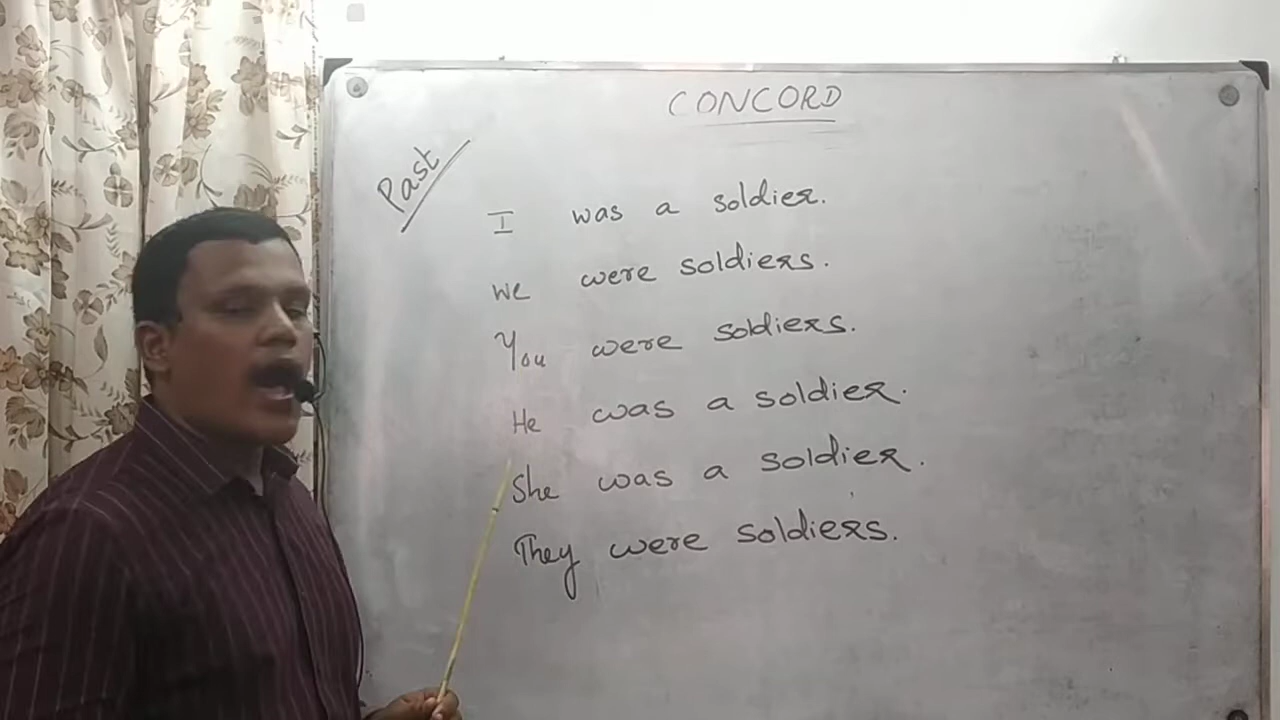 CONCORD
Past
I was a soldier.
we were soldiers.
You were soldiers.
He was a soldier.
She was a soldier.
They were soldiers.